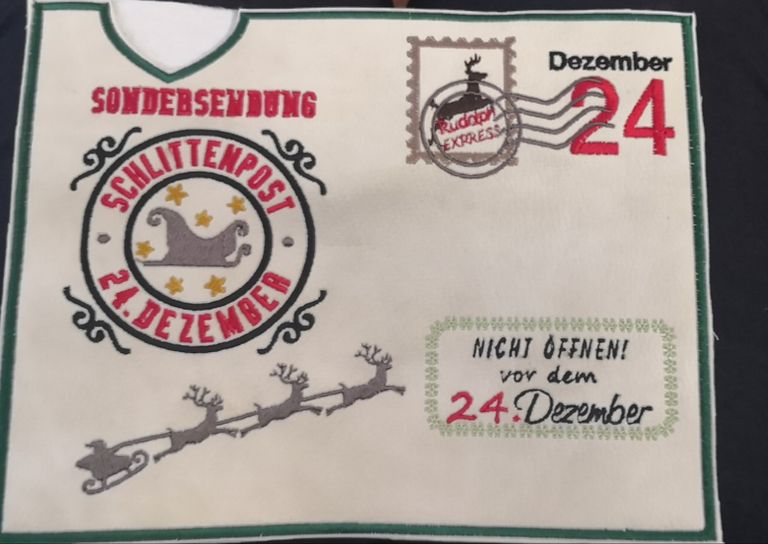 SONDERSENDUNG
SCHLITTENPOST
24. DEZEMBER
Rudolph
EXPRESS
Dezember
24
NICHT ÖFFNEN!
vor dem
24. Dezember